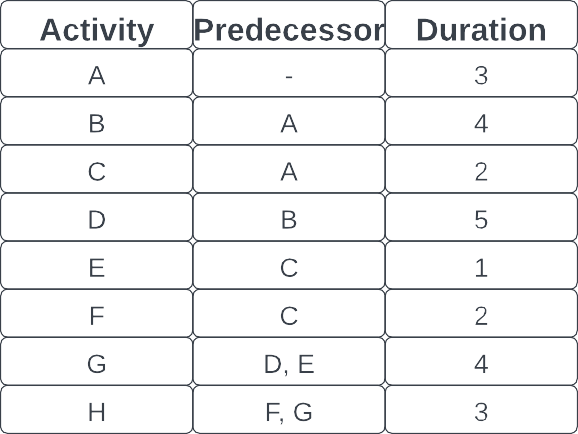 Activity Predecessor Duration
A - 3
B A 4
C A 2
D B 5
E C 1
F C 2
G D, E 4
H F, G 3